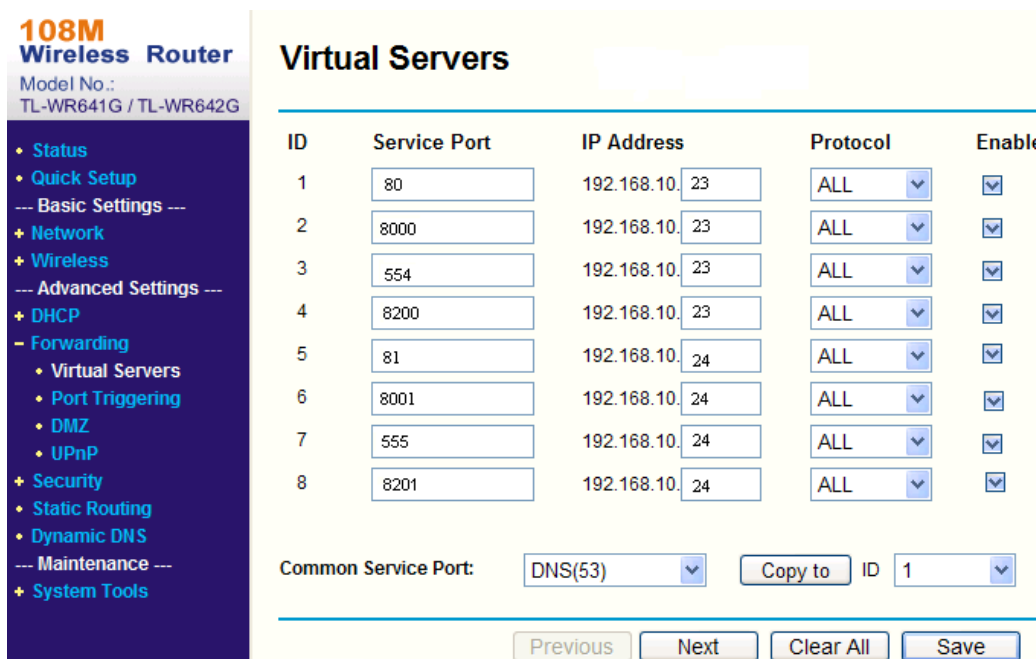 108M
Wireless Router
Model No.:
TL-WR641G / TL-WR642G
• Status
• Quick Setup
--- Basic Settings ---
+ Network
+ Wireless
--- Advanced Settings ---
+ DHCP
– Forwarding
• Virtual Servers
• Port Triggering
• DMZ
• UPnP
+ Security
• Static Routing
• Dynamic DNS
--- Maintenance ---
+ System Tools
Virtual Servers
ID Service Port IP Address Protocol Enable
1 80 192.168.10. 23 ALL
2 8000 192.168.10. 23 ALL
3 554 192.168.10. 23 ALL
4 8200 192.168.10. 23 ALL
5 81 192.168.10. 24 ALL
6 8001 192.168.10. 24 ALL
7 555 192.168.10. 24 ALL
8 8201 192.168.10. 24 ALL
Common Service Port: DNS(53) Copy to ID 1
Previous Next Clear All Save